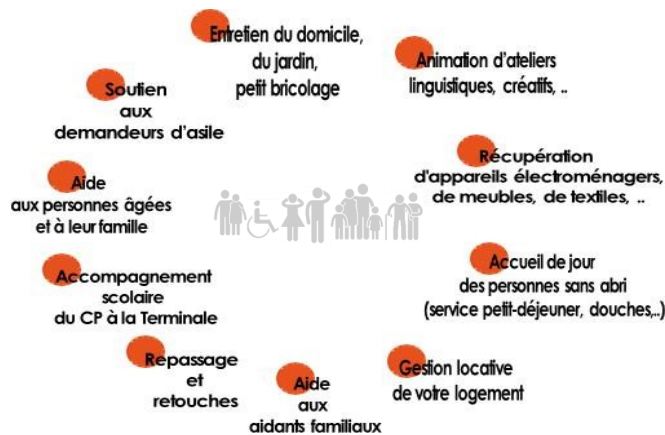 Entretien du domicile,
du jardin,
petit bricolage
Animation d'ateliers
linguistiques, créatifs, ..
Soutien
aux
demandeurs d'asile
Récupération
d'appareils électroménagers,
de meubles, de textiles, ..
Aide
aux personnes âgées
et à leur famille
Accueil de jour
des personnes sans abri
(service petit-déjeuner, douches,..)
Accompagnement
scolaire
du CP à la Terminale
Repassage
et
retouches
Aide
aux
aidants familiaux
Gestion locative
de votre logement